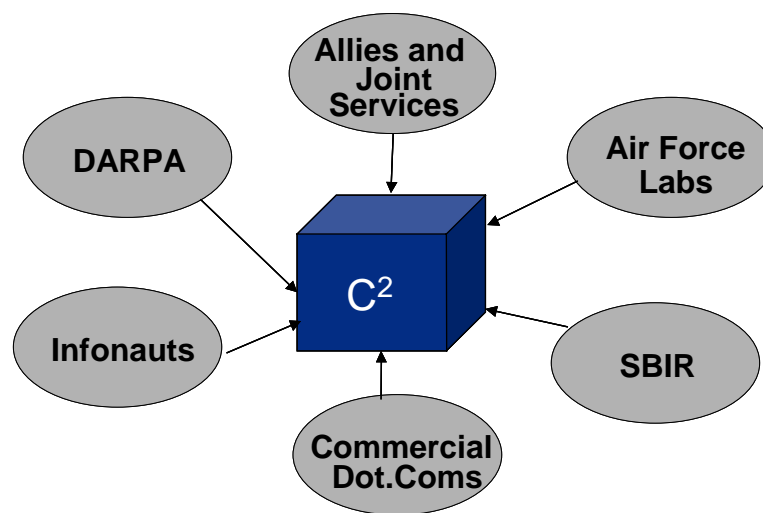 Allies and
Joint
Services
DARPA
Air Force
Labs
C²
Infonauts
SBIR
Commercial
Dot.Coms